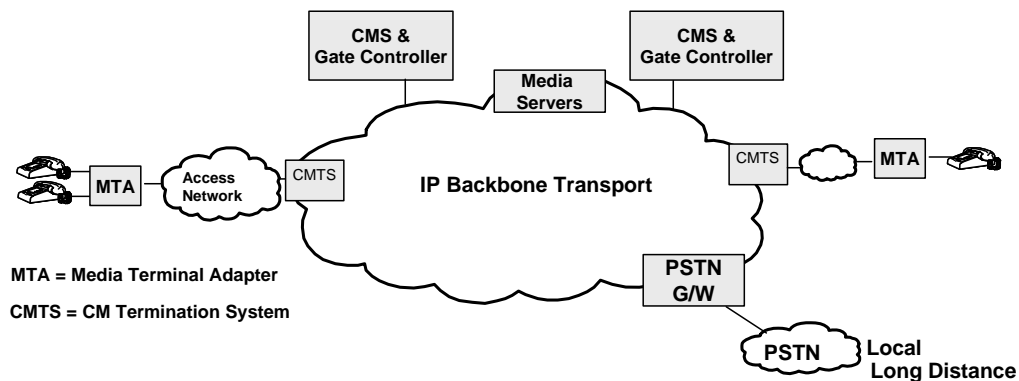 CMS &
Gate Controller
CMS &
Gate Controller
Media
Servers
MTA
Access
Network
CMTS
IP Backbone Transport
CMTS
MTA
MTA = Media Terminal Adapter
CMTS = CM Termination System
PSTN
G/W
PSTN
Local
Long Distance